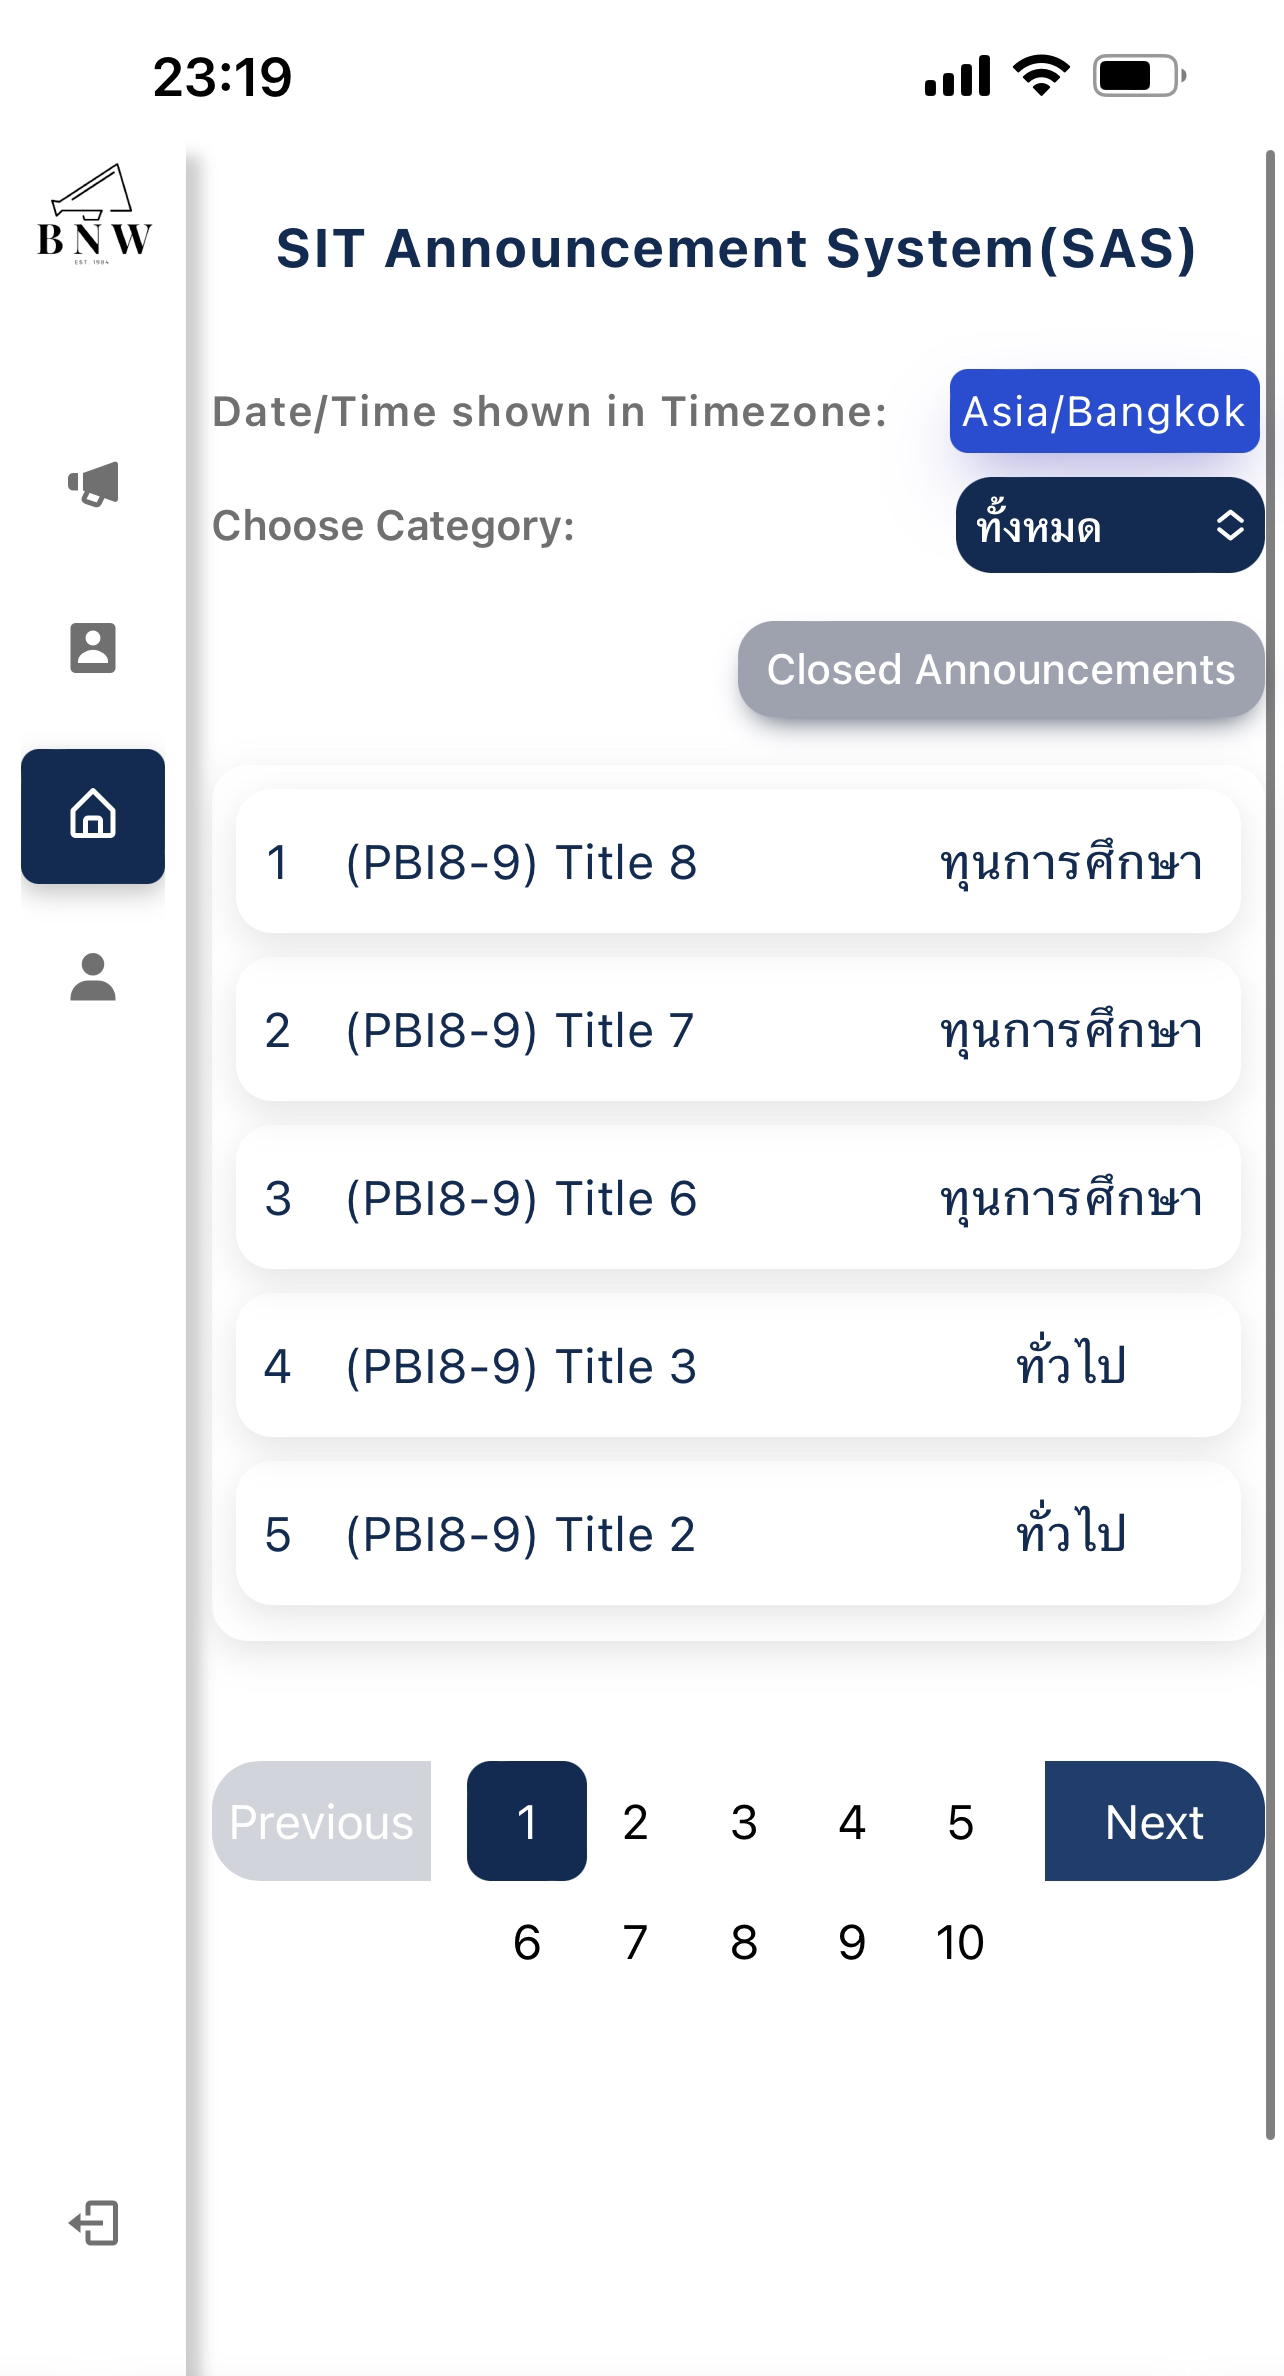 23:19
BNW
EST 1984
SIT Announcement System(SAS)
Date/Time shown in Timezone: Asia/Bangkok
Choose Category: ทั้งหมด
Closed Announcements
1 (PBI8-9) Title 8 ทุนการศึกษา
2 (PBI8-9) Title 7 ทุนการศึกษา
3 (PBI8-9) Title 6 ทุนการศึกษา
4 (PBI8-9) Title 3 ทั่วไป
5 (PBI8-9) Title 2 ทั่วไป
Previous 1 2 3 4 5 Next
6 7 8 9 10